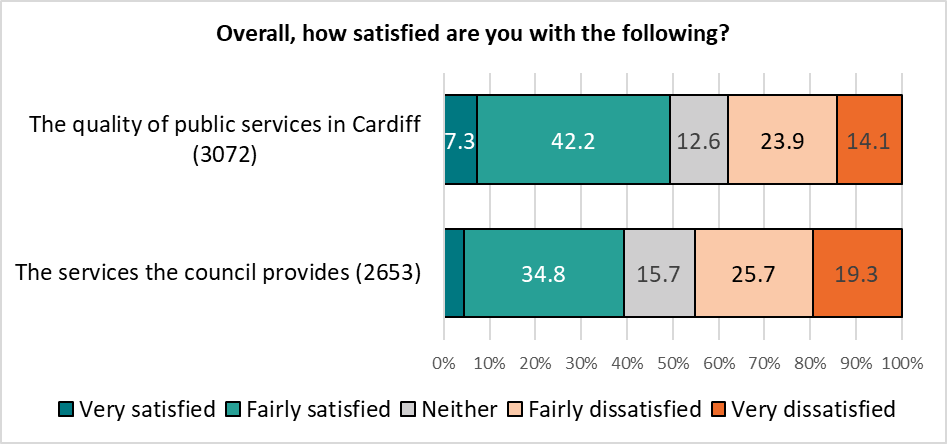 Overall, how satisfied are you with the following?
The quality of public services in Cardiff
(3072)
7.3 42.2 12.6 23.9 14.1
The services the council provides (2653)
34.8 15.7 25.7 19.3
0% 10% 20% 30% 40% 50% 60% 70% 80% 90% 100%
Very satisfied Fairly satisfied Neither Fairly dissatisfied Very dissatisfied